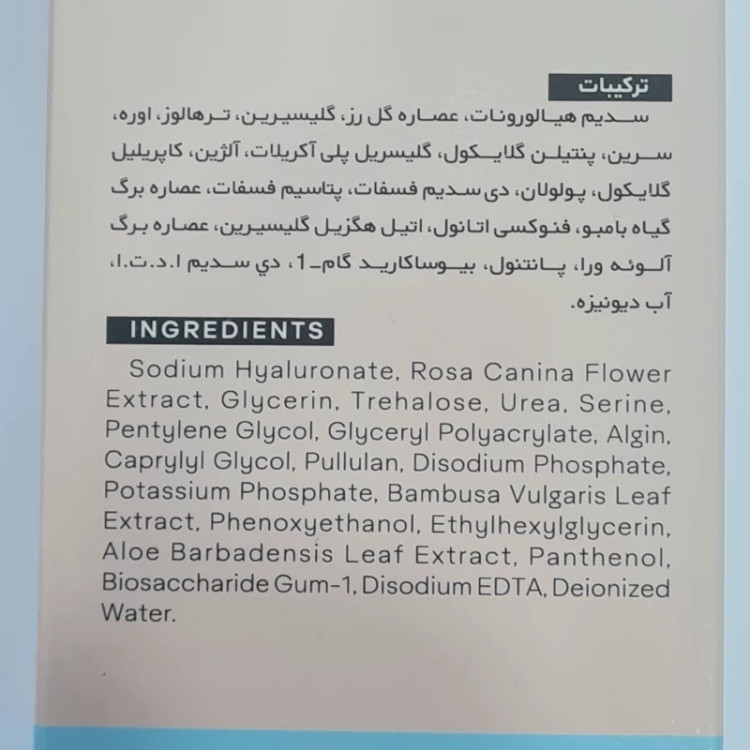 ترکیبات
سدیم هیالورونات، عصاره گل رز، گلیسیرین، ترهالوز، اوره،
سرین، پنتیلن گلایکول، گلیسریل پلی آکریلات، آلژین، کاپریلیل
گلایکول، پولولان، دی سدیم فسفات، پتاسیم فسفات، عصاره برگ
گیاه بامبو، فنوکسی اتانول، اتیل هگزیل گلیسیرین، عصاره برگ
آلوئه ورا، پانتنول، بیوساکارید گام-1، دي سدیم ا.د.ت.ا،
آب دیونیزه.
INGREDIENTS
Sodium Hyaluronate, Rosa Canina Flower
Extract, Glycerin, Trehalose, Urea, Serine,
Pentylene Glycol, Glyceryl Polyacrylate, Algin,
Caprylyl Glycol, Pullulan, Disodium Phosphate,
Potassium Phosphate, Bambusa Vulgaris Leaf
Extract, Phenoxyethanol, Ethylhexylglycerin,
Aloe Barbadensis Leaf Extract, Panthenol,
Biosaccharide Gum-1, Disodium EDTA, Deionized
Water.